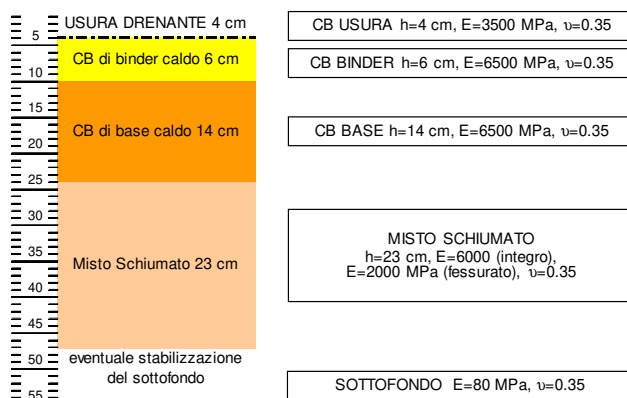 USURA DRENANTE 4 cm
5
CB di binder caldo 6 cm
10
15
CB di base caldo 14 cm
20
25
30
35
Misto Schiumato 23 cm
40
45
50
eventuale stabilizzazione
del sottofondo
55
CB USURA h=4 cm, E=3500 MPa, υ=0.35
CB BINDER h=6 cm, E=6500 MPa, υ=0.35
CB BASE h=14 cm, E=6500 MPa, υ=0.35
MISTO SCHIUMATO
h=23 cm, E=6000 (integro),
E=2000 MPa (fessurato), υ=0.35
SOTTOFONDO E=80 MPa, υ=0.35